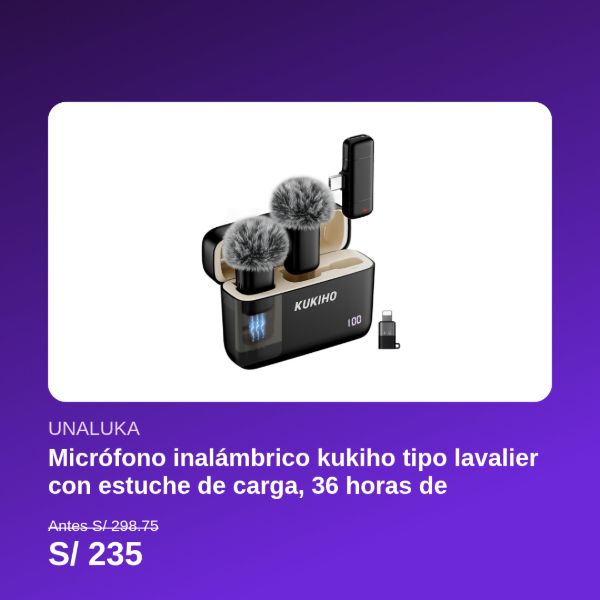 KUKIHO
100
UNALUKA
Micrófono inalámbrico kukiho tipo lavalier
con estuche de carga, 36 horas de
Antes S/ 298.75
S/ 235